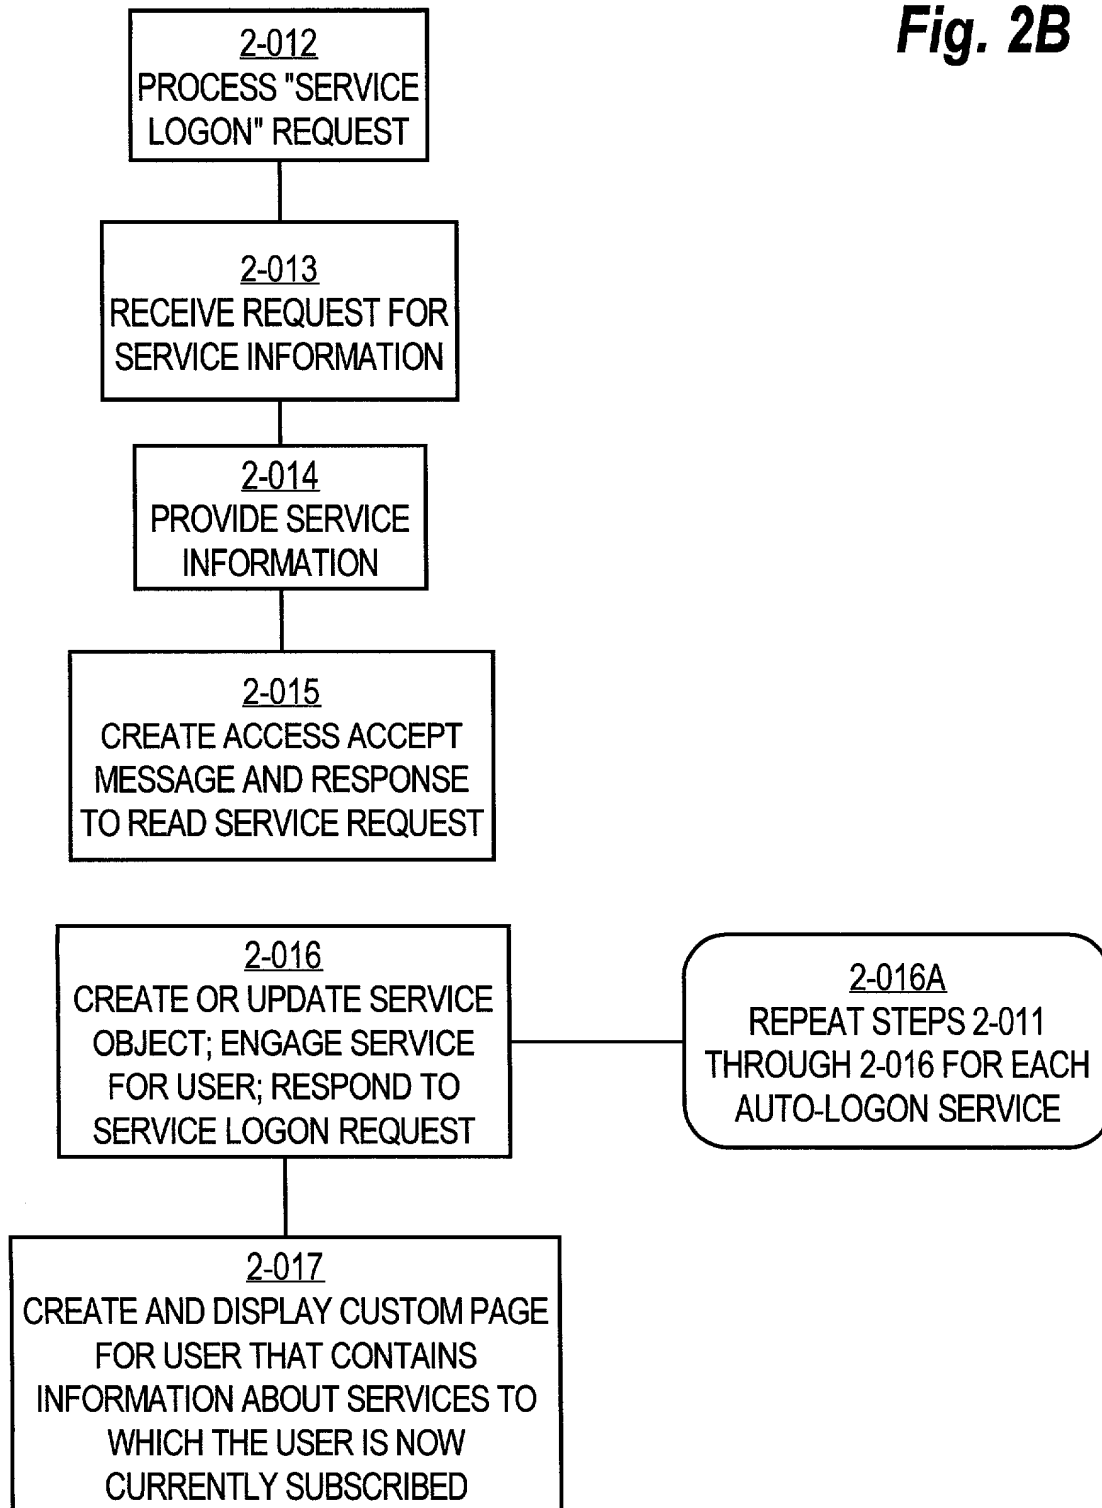 Fig. 2B
2-012
PROCESS "SERVICE
LOGON" REQUEST
2-013
RECEIVE REQUEST FOR
SERVICE INFORMATION
2-014
PROVIDE SERVICE
INFORMATION
2-015
CREATE ACCESS ACCEPT
MESSAGE AND RESPONSE
TO READ SERVICE REQUEST
2-016
CREATE OR UPDATE SERVICE
OBJECT; ENGAGE SERVICE
FOR USER; RESPOND TO
SERVICE LOGON REQUEST
2-016A
REPEAT STEPS 2-011
THROUGH 2-016 FOR EACH
AUTO-LOGON SERVICE
2-017
CREATE AND DISPLAY CUSTOM PAGE
FOR USER THAT CONTAINS
INFORMATION ABOUT SERVICES TO
WHICH THE USER IS NOW
CURRENTLY SUBSCRIBED